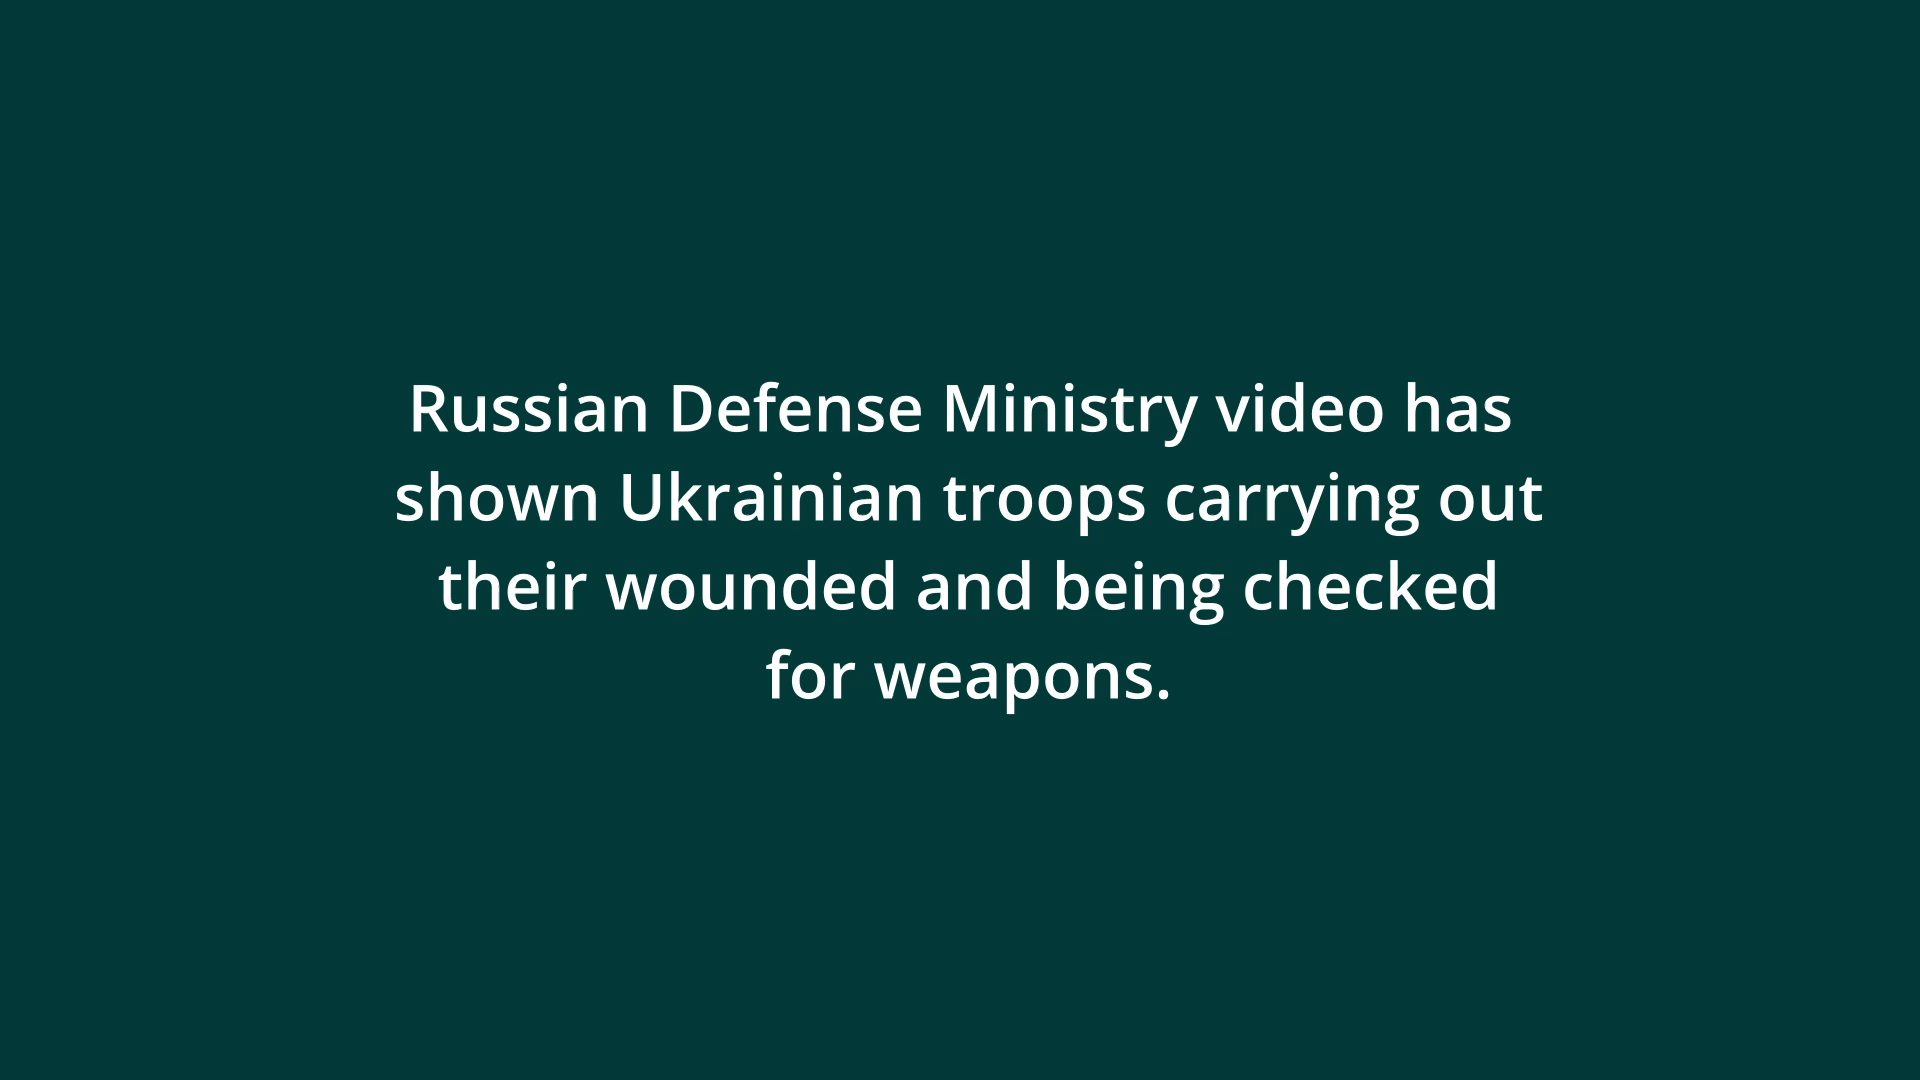 Russian Defense Ministry video has
shown Ukrainian troops carrying out
their wounded and being checked
for weapons.